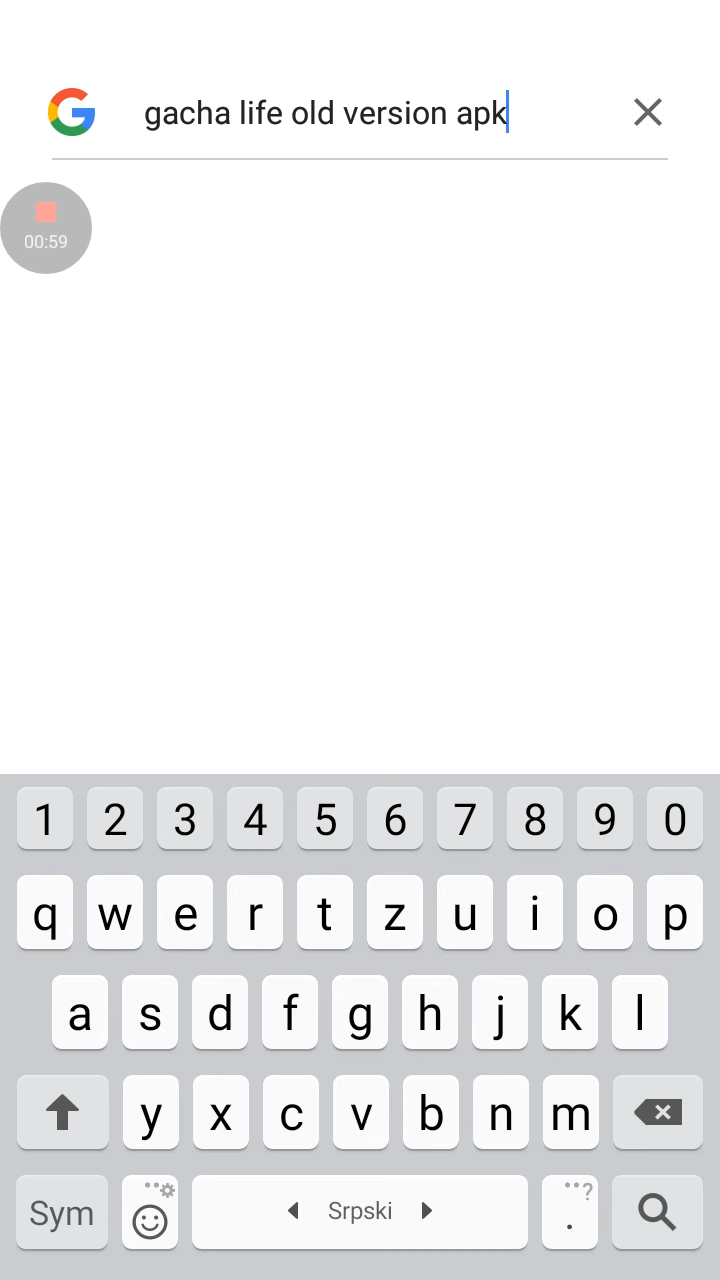 G gacha life old version apk
00:59
1 2 3 4 5 6 7 8 9 0
q w e r t z u i o p
a s d f g h j k l
y x c v b n m
Sym Srpski . ?